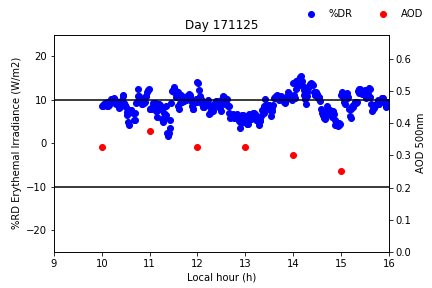 %DR AOD
Day 171125
%RD Erythemal Irradiance (W/m2)
20
10
0
−10
−20
0.6
0.5
0.4
0.3
0.2
0.1
0.0
AOD 500nm
9 10 11 12 13 14 15 16
Local hour (h)